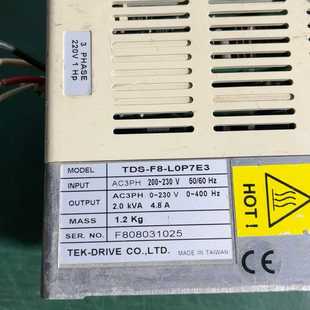 3 PHASE
220V 1 Hp
MODEL TDS-F8-L0P7E3
INPUT AC3PH 200-230 V 50/60 Hz
OUTPUT AC3PH 0-230 V 0-400 Hz
2.0 kVA 4.8 A
MASS 1.2 Kg
SER. NO. F808031025
TEK-DRIVE CO.,LTD. MADE IN TAIWAN
HOT!
CE